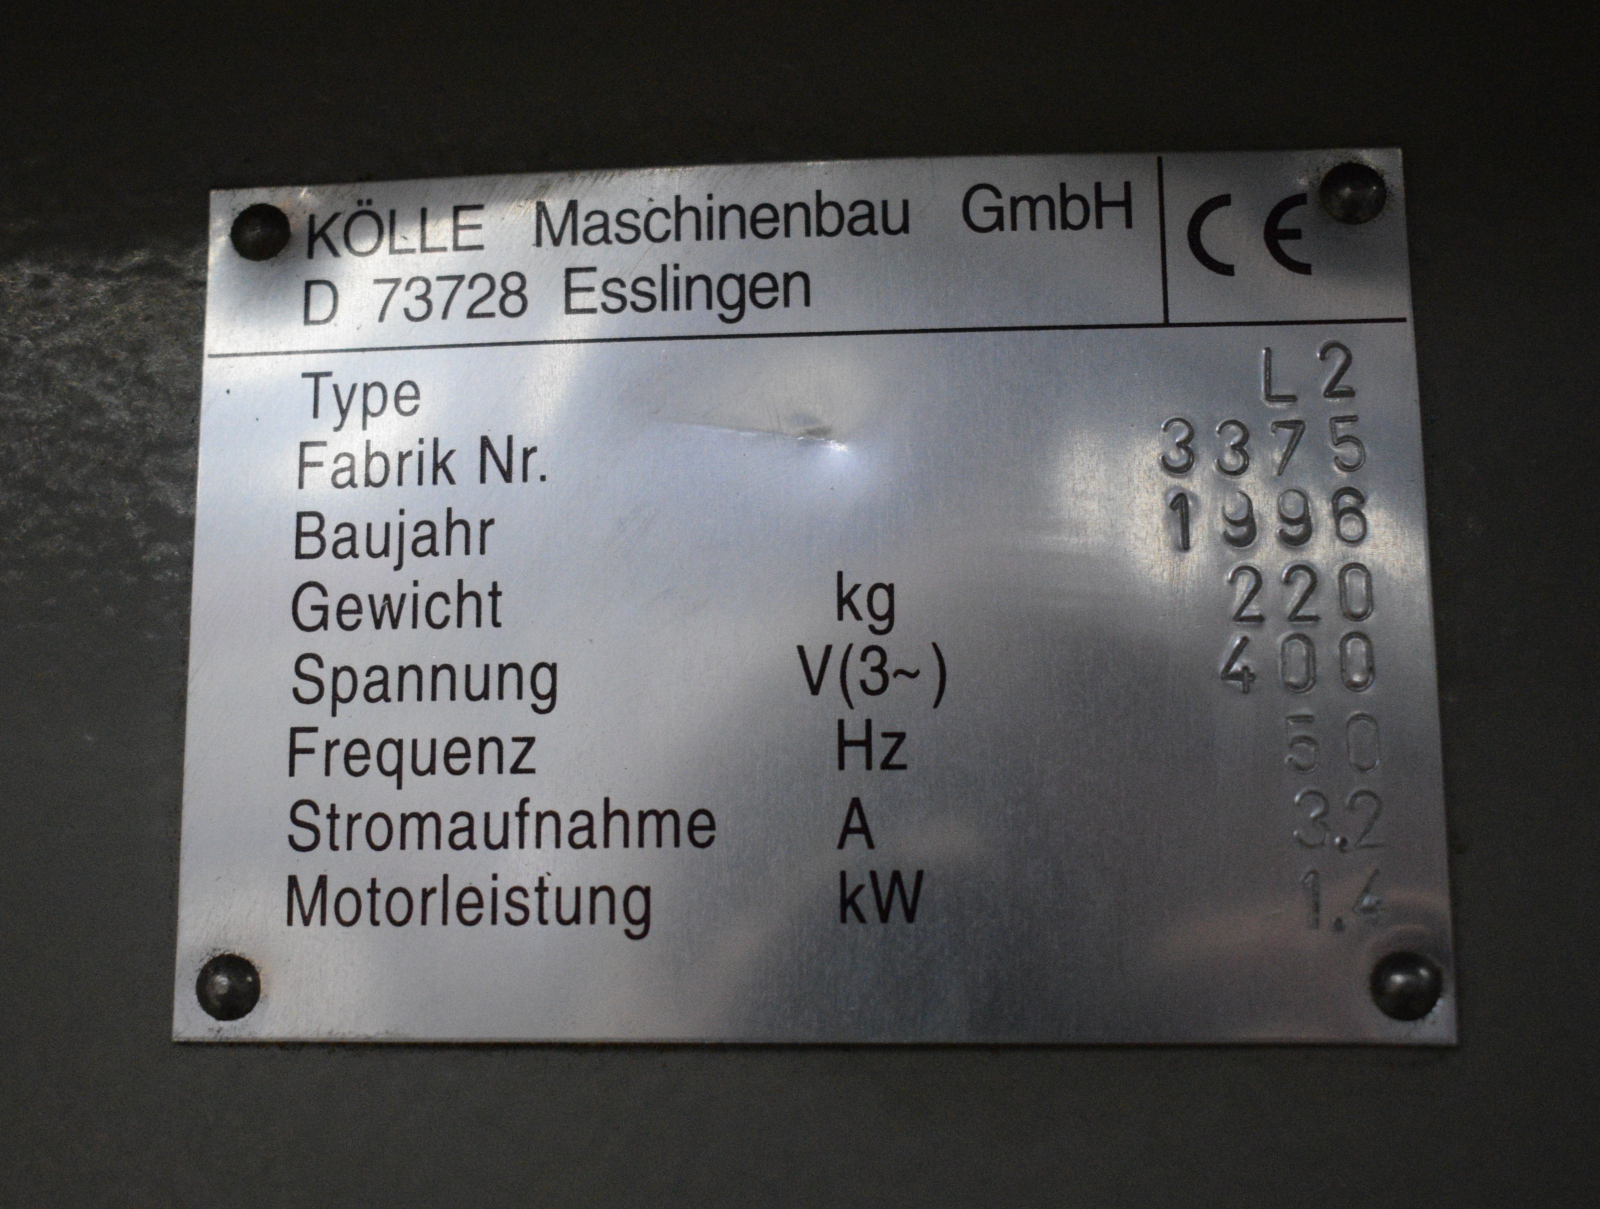 KÖLLE Maschinenbau GmbH CE
D 73728 Esslingen
Type L2
Fabrik Nr. 3375
Baujahr 1996
Gewicht kg 220
Spannung V(3~) 400
Frequenz Hz 50
Stromaufnahme A 3.2
Motorleistung kW 1.4